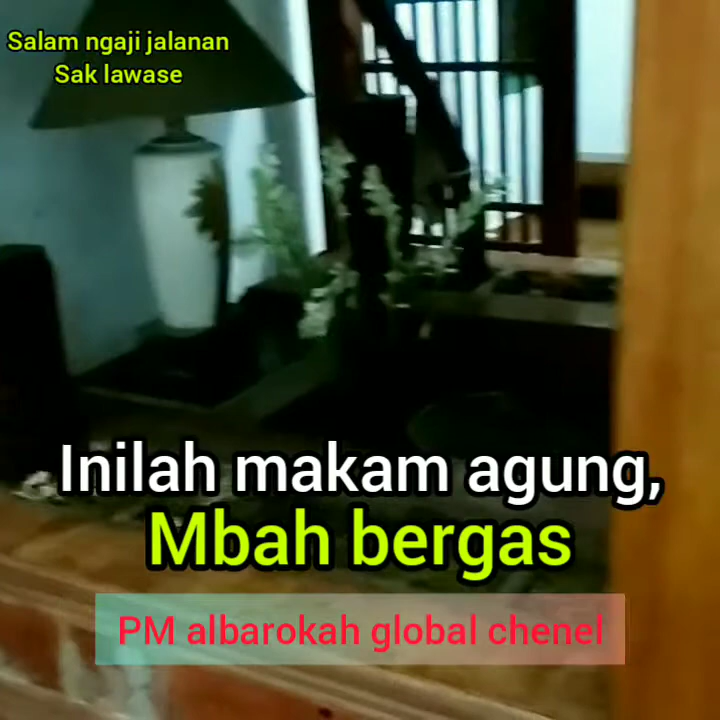 Salam ngaji jalanan
Sak lawase
Inilah makam agung,
Mbah bergas
PM albarokah global chenel